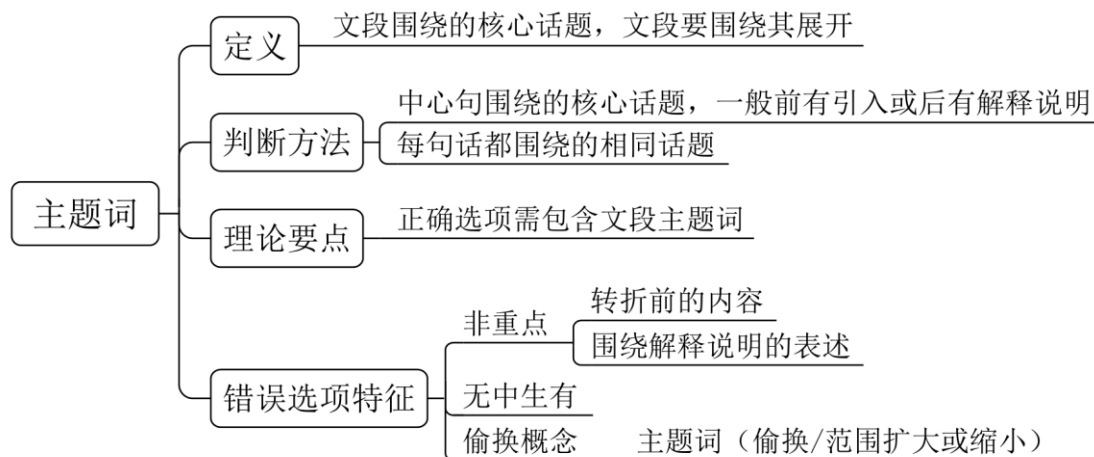 主题词
定义
文段围绕的核心话题，文段要围绕其展开
判断方法
中心句围绕的核心话题，一般前有引入或后有解释说明
每句话都围绕的相同话题
理论要点
正确选项需包含文段主题词
错误选项特征
非重点
转折前的内容
围绕解释说明的表述
无中生有
偷换概念 主题词（偷换/范围扩大或缩小）